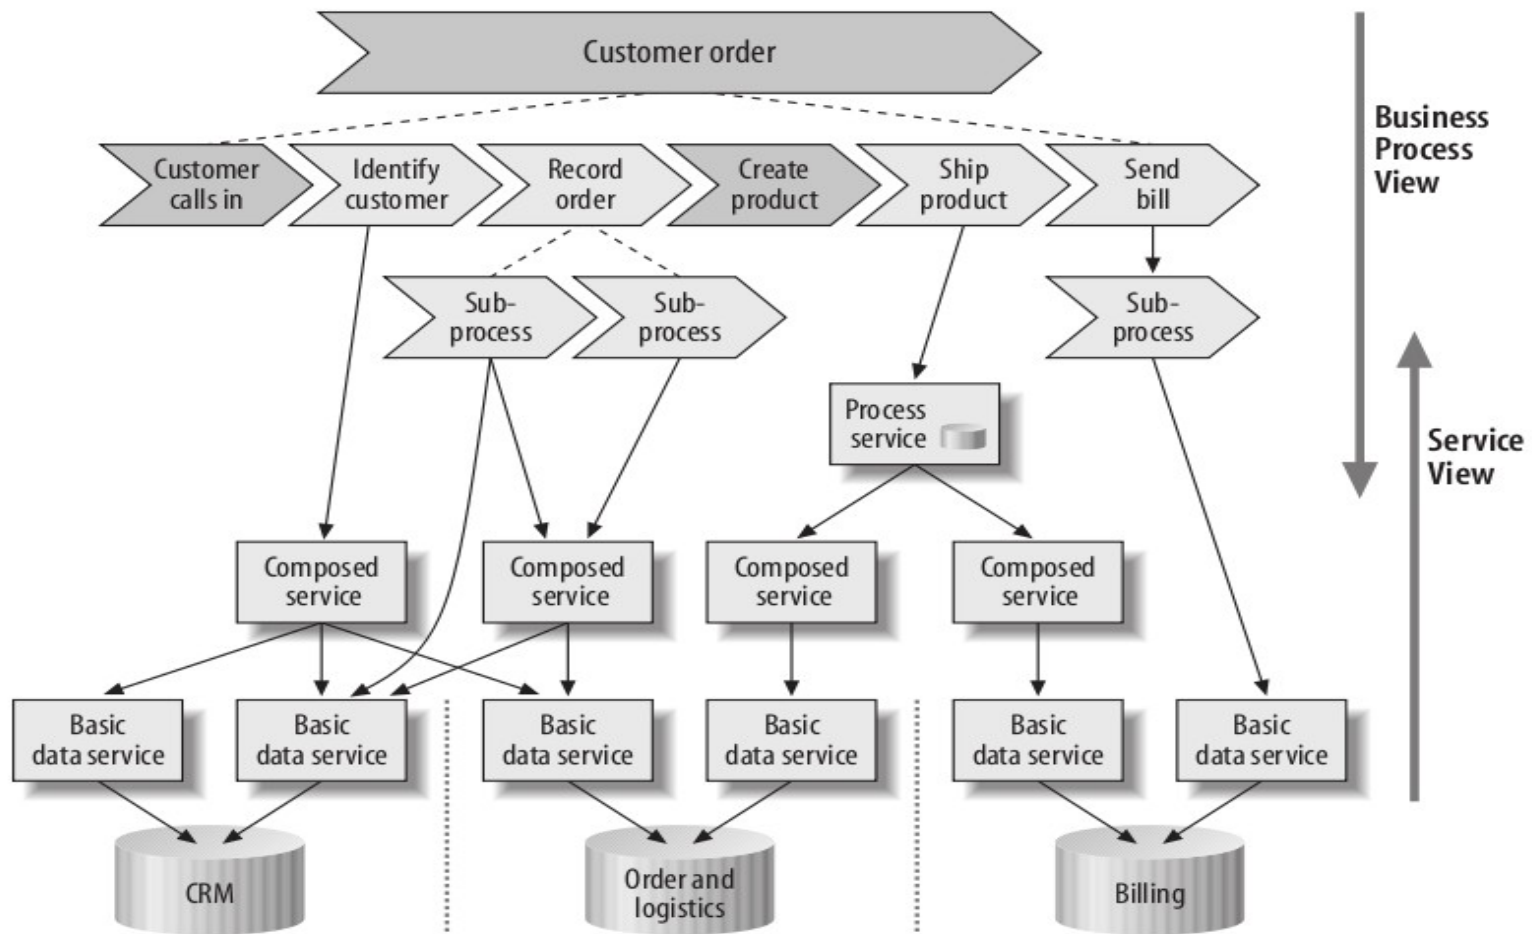 Customer order
Business
Process
View
Customer
calls in
Identify
customer
Record
order
Create
product
Ship
product
Send
bill
Sub-
process
Sub-
process
Sub-
process
Process
service
Service
View
Composed
service
Composed
service
Composed
service
Composed
service
Basic
data service
Basic
data service
Basic
data service
Basic
data service
Basic
data service
Basic
data service
CRM
Order and
logistics
Billing